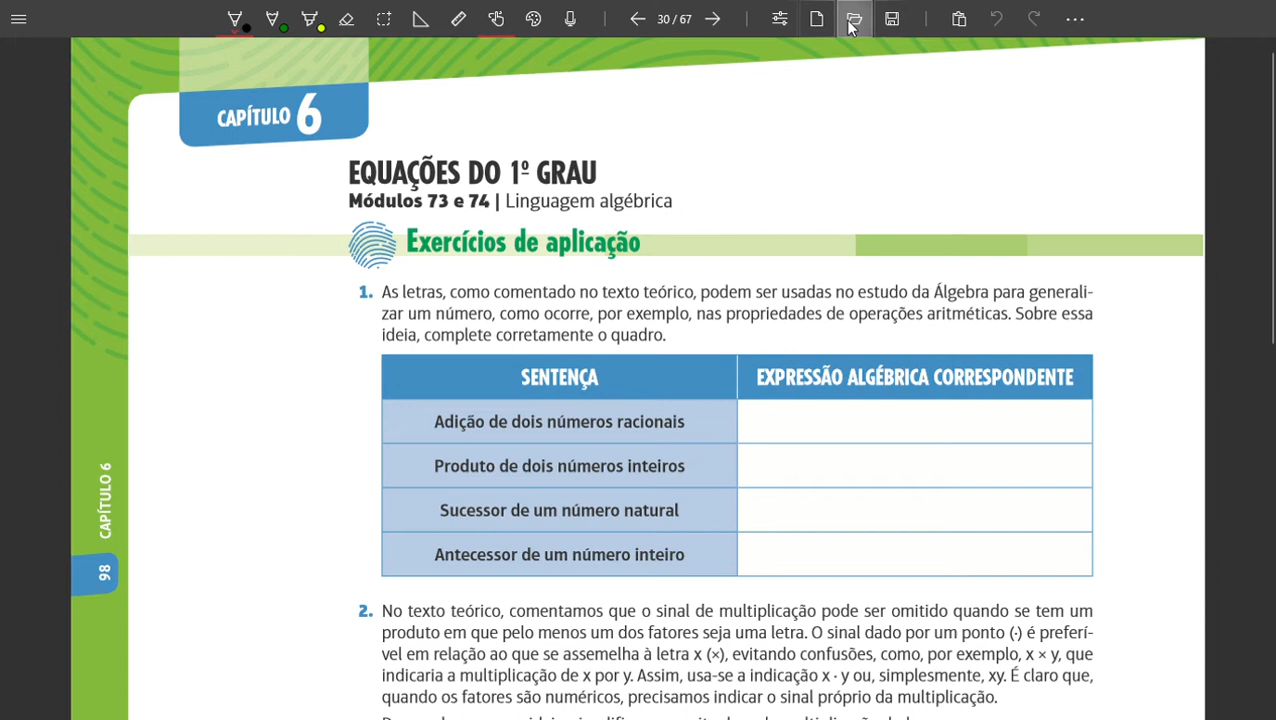 30 / 67
CAPÍTULO 6
EQUAÇÕES DO 1º GRAU
Módulos 73 e 74 | Linguagem algébrica
Exercícios de aplicação
1. As letras, como comentado no texto teórico, podem ser usadas no estudo da Álgebra para generali-
zar um número, como ocorre, por exemplo, nas propriedades de operações aritméticas. Sobre essa
ideia, complete corretamente o quadro.
SENTENÇA EXPRESSÃO ALGÉBRICA CORRESPONDENTE
Adição de dois números racionais
Produto de dois números inteiros
Sucessor de um número natural
Antecessor de um número inteiro
CAPÍTULO 6
98
2. No texto teórico, comentamos que o sinal de multiplicação pode ser omitido quando se tem um
produto em que pelo menos um dos fatores seja uma letra. O sinal dado por um ponto (·) é preferí-
vel em relação ao que se assemelha à letra x (×), evitando confusões, como, por exemplo, x × y, que
indicaria a multiplicação de x por y. Assim, usa-se a indicação x · y ou, simplesmente, xy. É claro que,
quando os fatores são numéricos, precisamos indicar o sinal próprio da multiplicação.